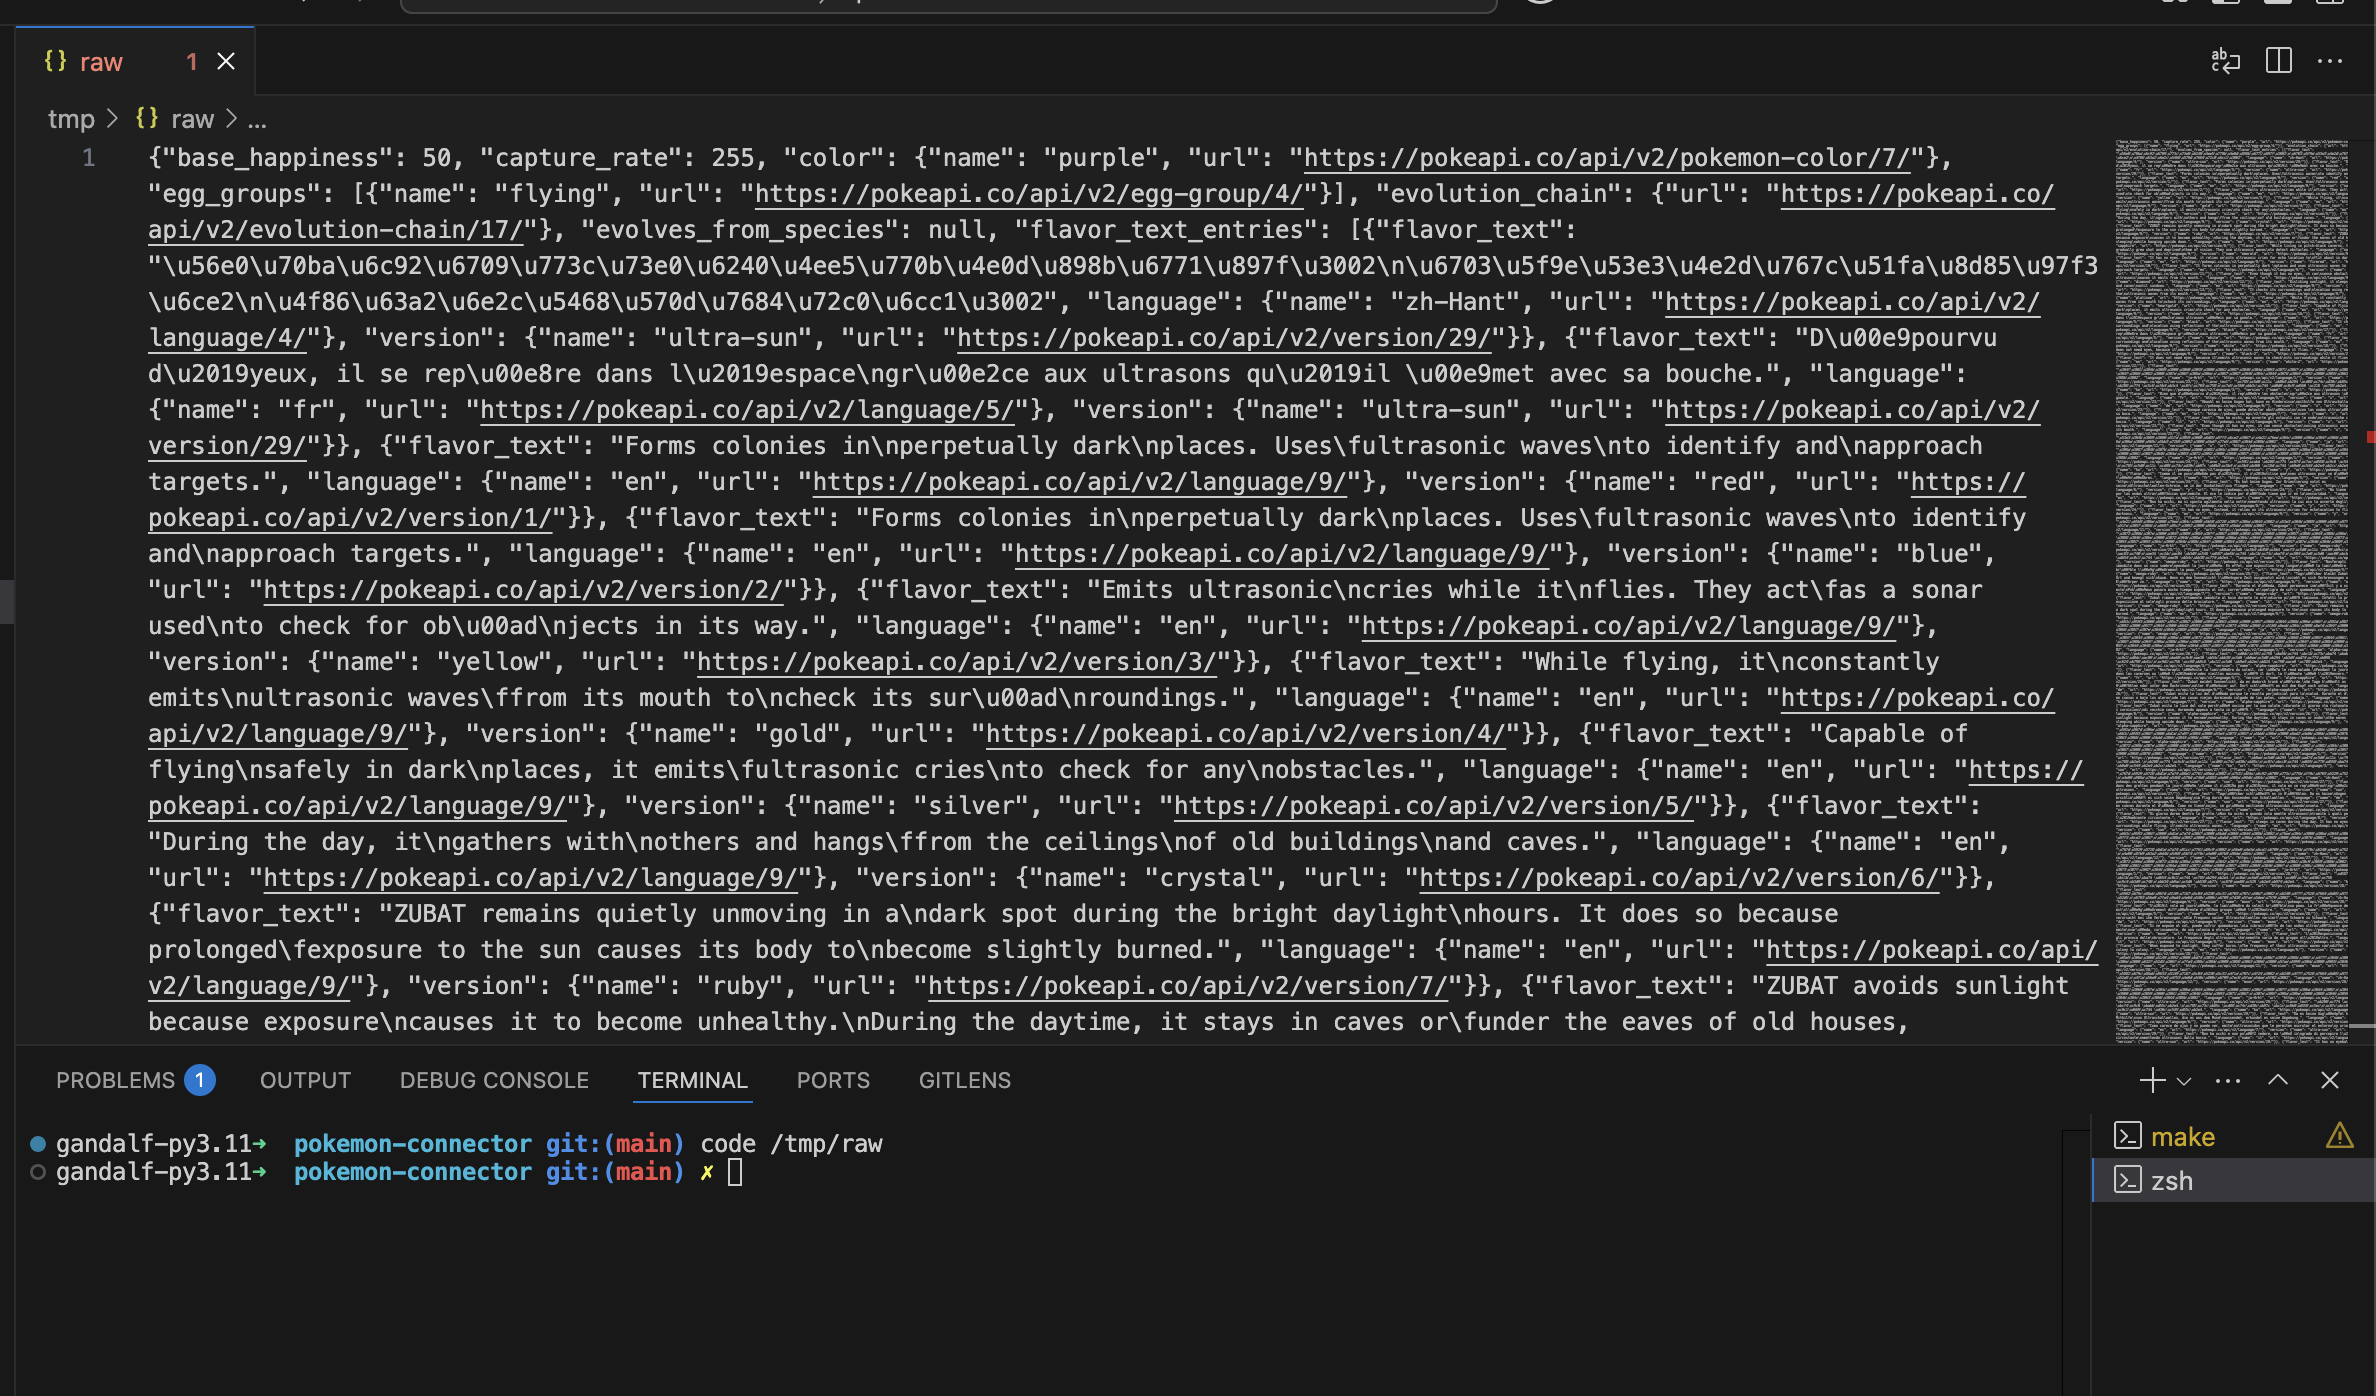 {} raw 1
tmp > {} raw > ...
1 {"base_happiness": 50, "capture_rate": 255, "color": {"name": "purple", "url": "https://pokeapi.co/api/v2/pokemon-color/7/"},
"egg_groups": [{"name": "flying", "url": "https://pokeapi.co/api/v2/egg-group/4/"}], "evolution_chain": {"url": "https://pokeapi.co/
api/v2/evolution-chain/17/"}, "evolves_from_species": null, "flavor_text_entries": [{"flavor_text":
"\u56e0\u70ba\u6c92\u6709\u773c\u73e0\u6240\u4ee5\u770b\u4e0d\u898b\u6771\u897f\u3002\n\u6703\u5f9e\u53e3\u4e2d\u767c\u51fa\u8d85\u97f3
\u6ce2\n\u4f86\u63a2\u6e2c\u5468\u570d\u7684\u72c0\u6cc1\u3002", "language": {"name": "zh-Hant", "url": "https://pokeapi.co/api/v2/
language/4/"}, "version": {"name": "ultra-sun", "url": "https://pokeapi.co/api/v2/version/29/"}}, {"flavor_text": "D\u00e9pourvu
d\u2019yeux, il se rep\u00e8re dans l\u2019espace\ngr\u00e2ce aux ultrasons qu\u2019il \u00e9met avec sa bouche.", "language":
{"name": "fr", "url": "https://pokeapi.co/api/v2/language/5/"}, "version": {"name": "ultra-sun", "url": "https://pokeapi.co/api/v2/
version/29/"}}, {"flavor_text": "Forms colonies in\nperpetually dark\nplaces. Uses\fultrasonic waves\nto identify and\napproach
targets.", "language": {"name": "en", "url": "https://pokeapi.co/api/v2/language/9/"}, "version": {"name": "red", "url": "https://
pokeapi.co/api/v2/version/1/"}}, {"flavor_text": "Forms colonies in\nperpetually dark\nplaces. Uses\fultrasonic waves\nto identify
and\napproach targets.", "language": {"name": "en", "url": "https://pokeapi.co/api/v2/language/9/"}, "version": {"name": "blue",
"url": "https://pokeapi.co/api/v2/version/2/"}}, {"flavor_text": "Emits ultrasonic\ncries while it\nflies. They act\fas a sonar
used\nto check for ob\u00ad\njects in its way.", "language": {"name": "en", "url": "https://pokeapi.co/api/v2/language/9/"},
"version": {"name": "yellow", "url": "https://pokeapi.co/api/v2/version/3/"}}, {"flavor_text": "While flying, it\nconstantly
emits\nultrasonic waves\ffrom its mouth to\ncheck its sur\u00ad\nroundings.", "language": {"name": "en", "url": "https://pokeapi.co/
api/v2/language/9/"}, "version": {"name": "gold", "url": "https://pokeapi.co/api/v2/version/4/"}}, {"flavor_text": "Capable of
flying\nsafely in dark\nplaces, it emits\fultrasonic cries\nto check for any\nobstacles.", "language": {"name": "en", "url": "https://
pokeapi.co/api/v2/language/9/"}, "version": {"name": "silver", "url": "https://pokeapi.co/api/v2/version/5/"}}, {"flavor_text":
"During the day, it\ngathers with\nothers and hangs\ffrom the ceilings\nof old buildings\nand caves.", "language": {"name": "en",
"url": "https://pokeapi.co/api/v2/language/9/"}, "version": {"name": "crystal", "url": "https://pokeapi.co/api/v2/version/6/"}},
{"flavor_text": "ZUBAT remains quietly unmoving in a\ndark spot during the bright daylight\nhours. It does so because
prolonged\fexposure to the sun causes its body to\nbecome slightly burned.", "language": {"name": "en", "url": "https://pokeapi.co/api/
v2/language/9/"}, "version": {"name": "ruby", "url": "https://pokeapi.co/api/v2/version/7/"}}, {"flavor_text": "ZUBAT avoids sunlight
because exposure\ncauses it to become unhealthy.\nDuring the daytime, it stays in caves or\funder the eaves of old houses,
PROBLEMS 1 OUTPUT DEBUG CONSOLE TERMINAL PORTS GITLENS
gandalf-py3.11➜ pokemon-connector git:(main) code /tmp/raw
gandalf-py3.11➜ pokemon-connector git:(main) ✗
make
zsh